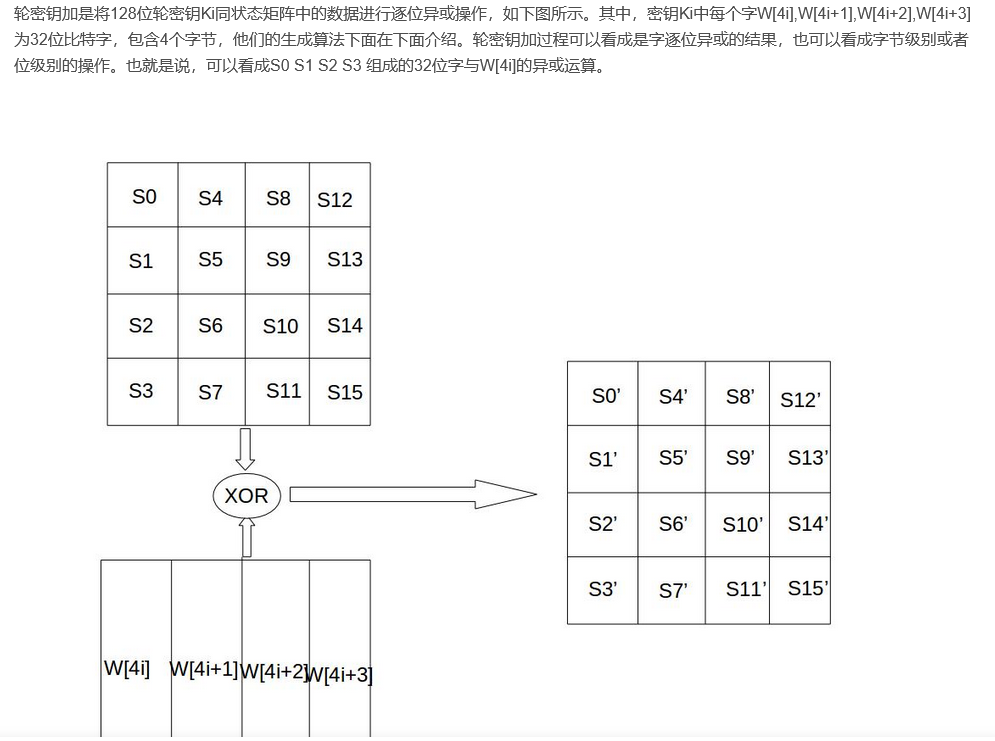 轮密钥加是将128位轮密钥Ki同状态矩阵中的数据进行逐位异或操作，如下图所示。其中，密钥Ki中每个字W[4i],W[4i+1],W[4i+2],W[4i+3]
为32位比特字，包含4个字节，他们的生成算法下面在下面介绍。轮密钥加过程可以看成是字逐位异或的结果，也可以看成字节级别或者
位级别的操作。也就是说，可以看成S0 S1 S2 S3 组成的32位字与W[4i]的异或运算。
S0 S4 S8 S12
S1 S5 S9 S13
S2 S6 S10 S14
S3 S7 S11 S15
XOR
S0’ S4’ S8’ S12’
S1’ S5’ S9’ S13’
S2’ S6’ S10’ S14’
S3’ S7’ S11’ S15’
W[4i] W[4i+1] W[4i+2] W[4i+3]